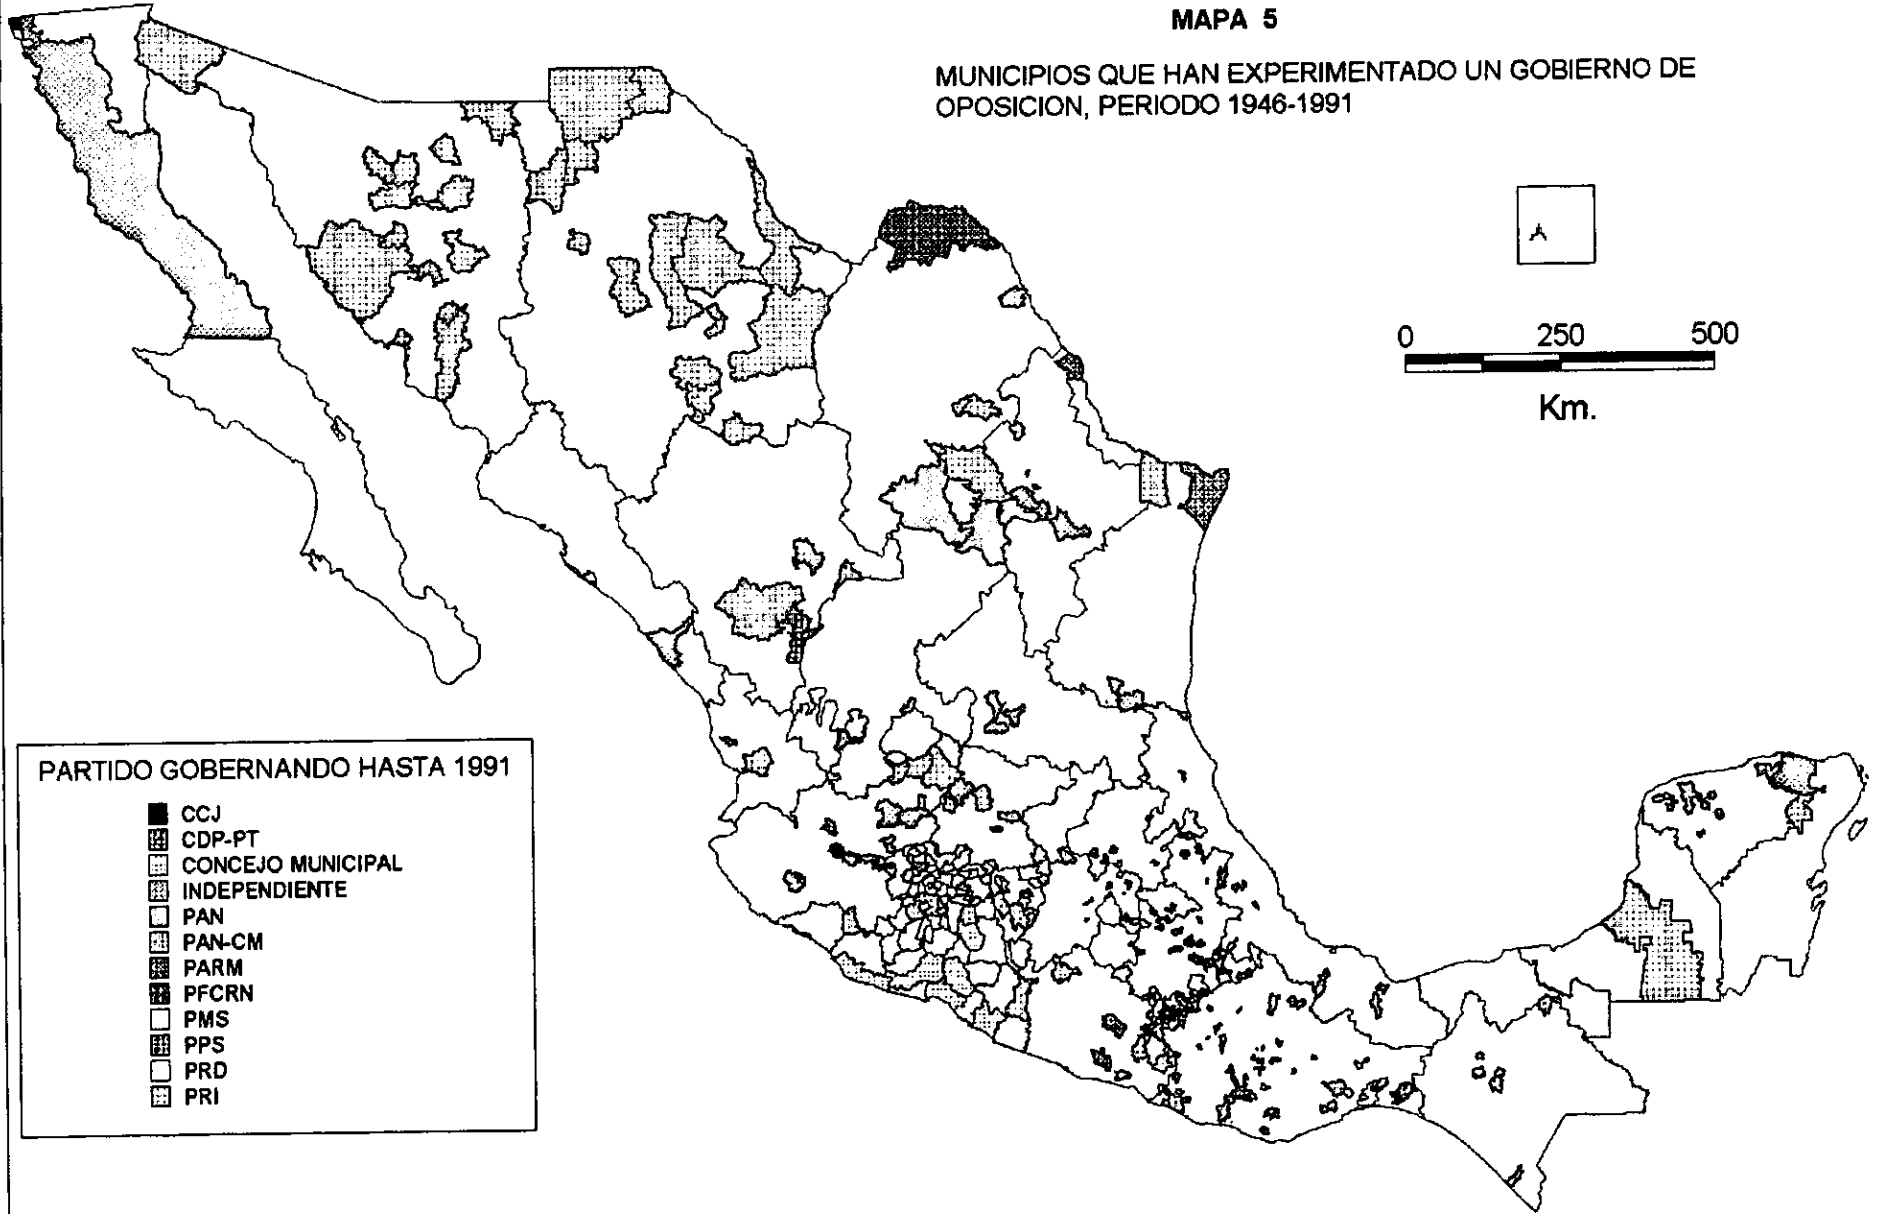 MAPA 5
MUNICIPIOS QUE HAN EXPERIMENTADO UN GOBIERNO DE
OPOSICION, PERIODO 1946-1991
0 250 500
Km.
PARTIDO GOBERNANDO HASTA 1991
CCJ
CDP-PT
CONCEJO MUNICIPAL
INDEPENDIENTE
PAN
PAN-CM
PARM
PFCRN
PMS
PPS
PRD
PRI